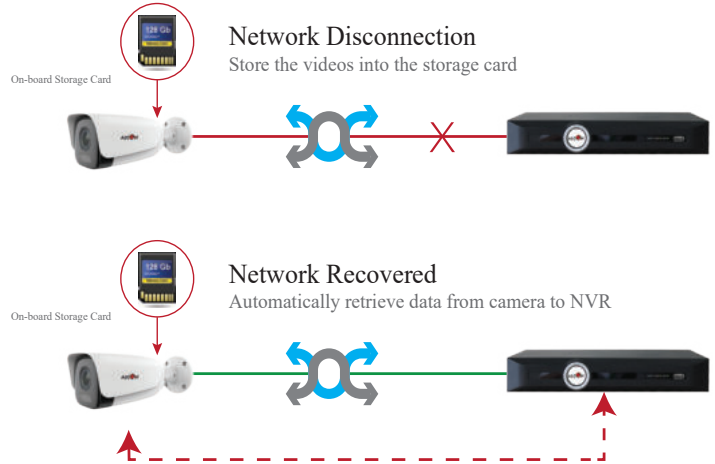 128 Gb
Network Disconnection
Store the videos into the storage card
On-board Storage Card
128 Gb
Network Recovered
Automatically retrieve data from camera to NVR
On-board Storage Card